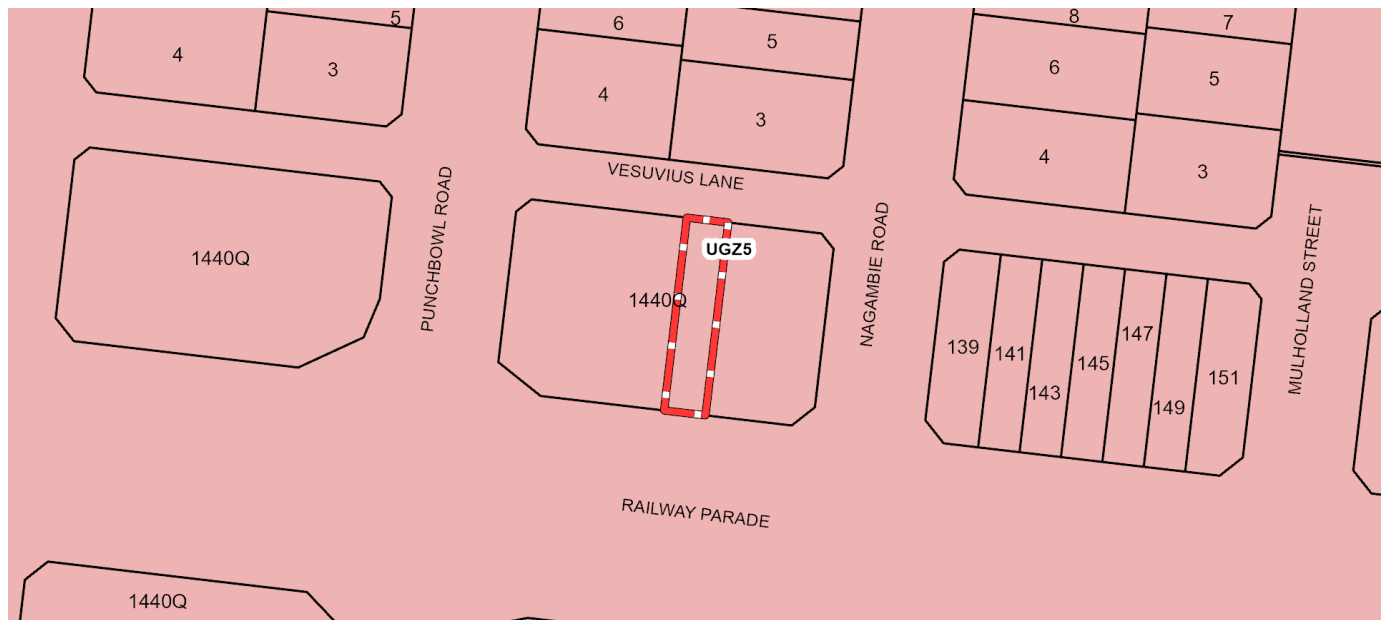 5
6
8
7
4
3
5
6
5
4
3
4
3
VESUVIUS LANE
PUNCHBOWL ROAD
NAGAMBIE ROAD
MULHOLLAND STREET
1440Q
UGZ5
1440Q
139
141
143
145
147
149
151
RAILWAY PARADE
1440Q